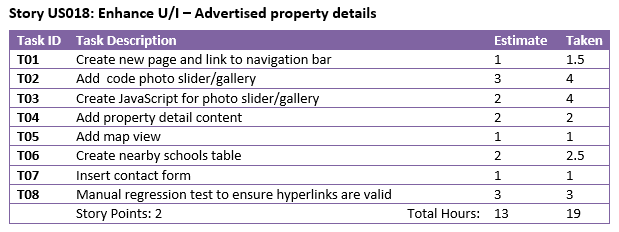 Story US018: Enhance U/I – Advertised property details
Task ID Task Description Estimate Taken
T01 Create new page and link to navigation bar 1 1.5
T02 Add code photo slider/gallery 3 4
T03 Create JavaScript for photo slider/gallery 2 4
T04 Add property detail content 2 2
T05 Add map view 1 1
T06 Create nearby schools table 2 2.5
T07 Insert contact form 1 1
T08 Manual regression test to ensure hyperlinks are valid 3 3
Story Points: 2 Total Hours: 13 19